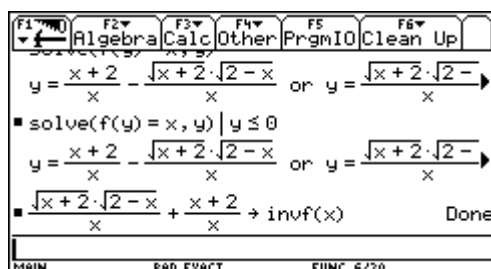 F1 F2 F3 F4 F5 F6
Algebra Calc Other PrgmIO Clean Up
y = (x + 2)/x - (√(x + 2)·√(2 - x))/x or y = (√(x + 2)·√(2 -)/x
▪ solve(f(y) = x, y) | y ≤ 0
y = (x + 2)/x - (√(x + 2)·√(2 - x))/x or y = (√(x + 2)·√(2 -)/x
▪ (√(x + 2)·√(2 - x))/x + (x + 2)/x → invf(x) Done
MAIN RAD EXACT FUNC 6/30